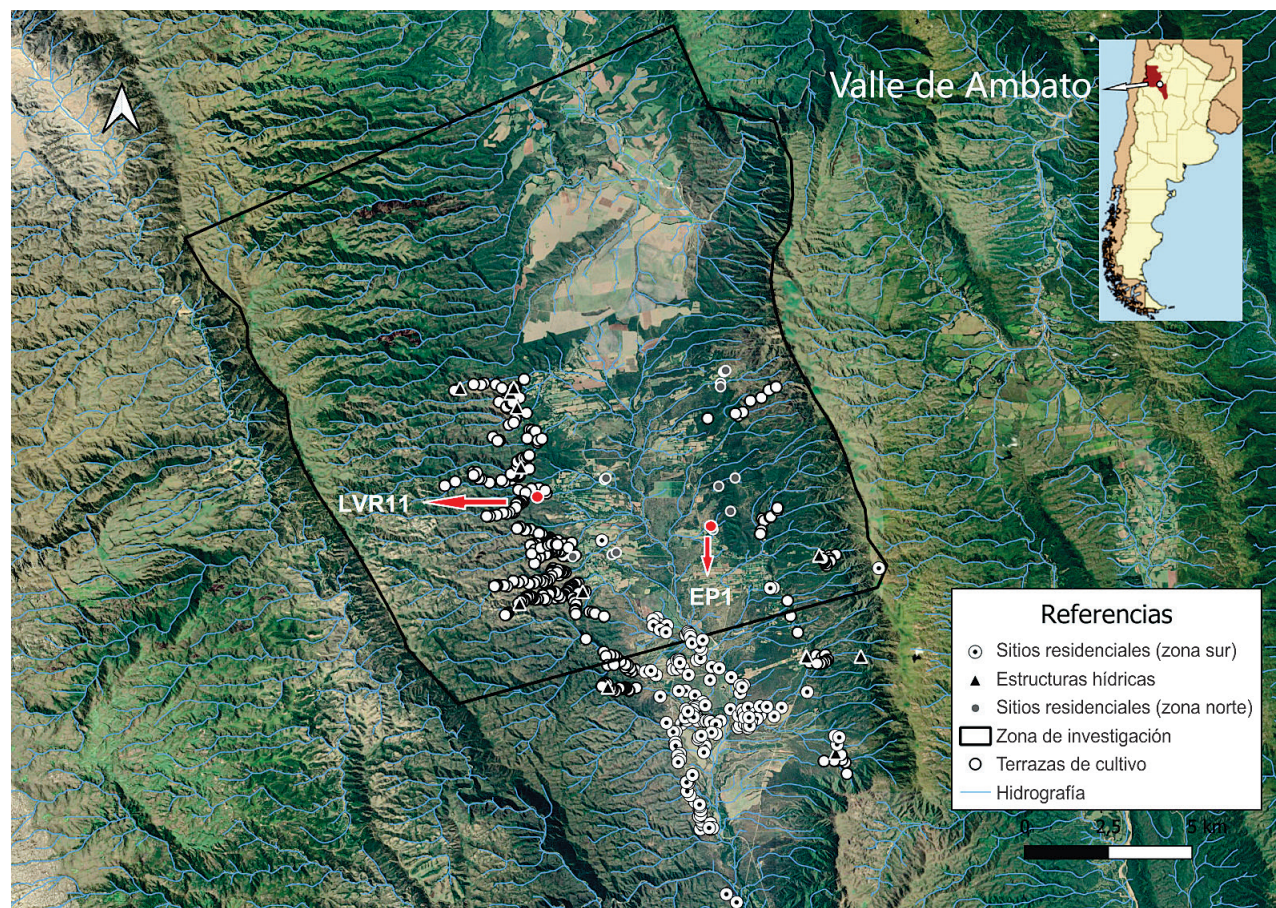 Valle de Ambato
LVR11
EP1
Referencias
Sitios residenciales (zona sur)
Estructuras hídricas
Sitios residenciales (zona norte)
Zona de investigación
Terrazas de cultivo
Hidrografía
0 2,5 5 km